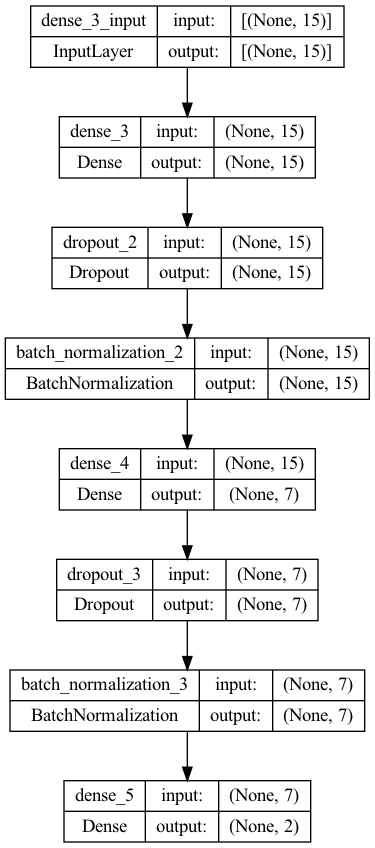 dense_3_input input: [(None, 15)]
InputLayer output: [(None, 15)]
dense_3 input: (None, 15)
Dense output: (None, 15)
dropout_2 input: (None, 15)
Dropout output: (None, 15)
batch_normalization_2 input: (None, 15)
BatchNormalization output: (None, 15)
dense_4 input: (None, 15)
Dense output: (None, 7)
dropout_3 input: (None, 7)
Dropout output: (None, 7)
batch_normalization_3 input: (None, 7)
BatchNormalization output: (None, 7)
dense_5 input: (None, 7)
Dense output: (None, 2)